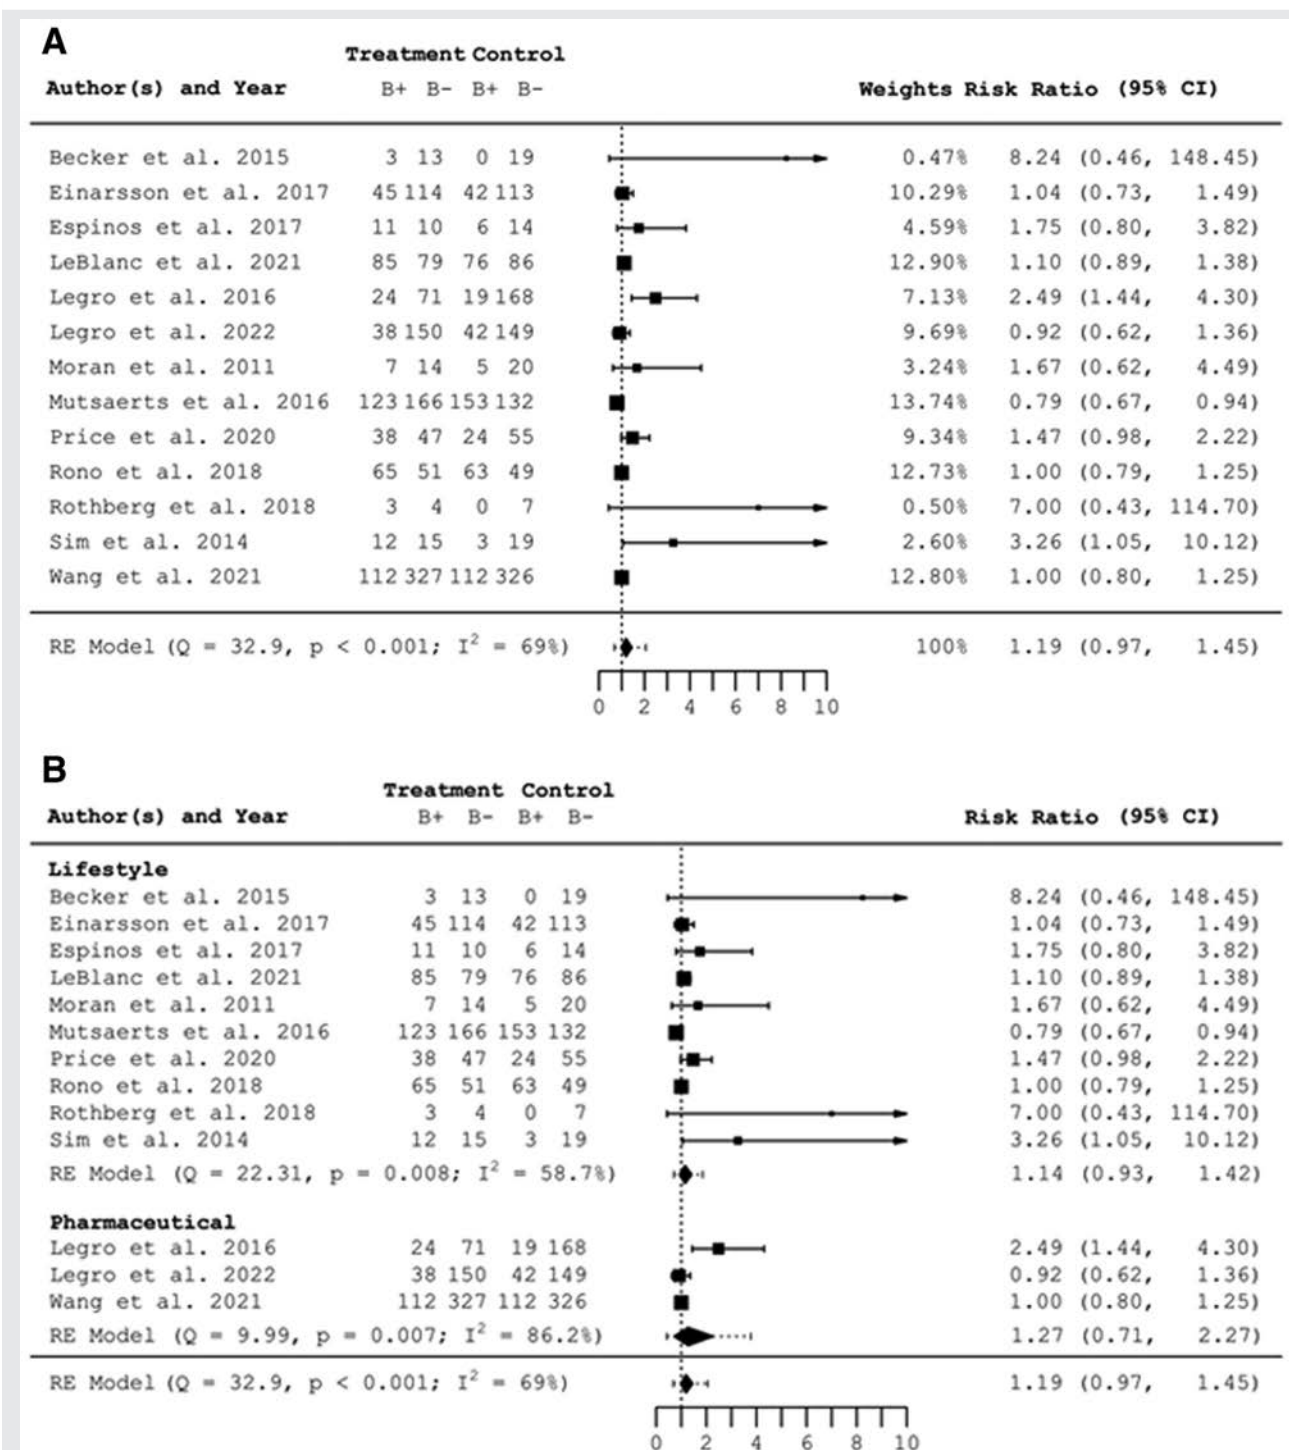 A
Treatment Control
Author(s) and Year B+ B- B+ B- Weights Risk Ratio (95% CI)
Becker et al. 2015 3 13 0 19 0.47% 8.24 (0.46, 148.45)
Einarsson et al. 2017 45 114 42 113 10.29% 1.04 (0.73, 1.49)
Espinos et al. 2017 11 10 6 14 4.59% 1.75 (0.80, 3.82)
LeBlanc et al. 2021 85 79 76 86 12.90% 1.10 (0.89, 1.38)
Legro et al. 2016 24 71 19 168 7.13% 2.49 (1.44, 4.30)
Legro et al. 2022 38 150 42 149 9.69% 0.92 (0.62, 1.36)
Moran et al. 2011 7 14 5 20 3.24% 1.67 (0.62, 4.49)
Mutsaerts et al. 2016 123 166 153 132 13.74% 0.79 (0.67, 0.94)
Price et al. 2020 38 47 24 55 9.34% 1.47 (0.98, 2.22)
Rono et al. 2018 65 51 63 49 12.73% 1.00 (0.79, 1.25)
Rothberg et al. 2018 3 4 0 7 0.50% 7.00 (0.43, 114.70)
Sim et al. 2014 12 15 3 19 2.60% 3.26 (1.05, 10.12)
Wang et al. 2021 112 327 112 326 12.80% 1.00 (0.80, 1.25)
RE Model (Q = 32.9, p < 0.001; I² = 69%) 100% 1.19 (0.97, 1.45)
0 2 4 6 8 10
B
Treatment Control
Author(s) and Year B+ B- B+ B- Risk Ratio (95% CI)
Lifestyle
Becker et al. 2015 3 13 0 19 8.24 (0.46, 148.45)
Einarsson et al. 2017 45 114 42 113 1.04 (0.73, 1.49)
Espinos et al. 2017 11 10 6 14 1.75 (0.80, 3.82)
LeBlanc et al. 2021 85 79 76 86 1.10 (0.89, 1.38)
Moran et al. 2011 7 14 5 20 1.67 (0.62, 4.49)
Mutsaerts et al. 2016 123 166 153 132 0.79 (0.67, 0.94)
Price et al. 2020 38 47 24 55 1.47 (0.98, 2.22)
Rono et al. 2018 65 51 63 49 1.00 (0.79, 1.25)
Rothberg et al. 2018 3 4 0 7 7.00 (0.43, 114.70)
Sim et al. 2014 12 15 3 19 3.26 (1.05, 10.12)
RE Model (Q = 22.31, p = 0.008; I² = 58.7%) 1.14 (0.93, 1.42)
Pharmaceutical
Legro et al. 2016 24 71 19 168 2.49 (1.44, 4.30)
Legro et al. 2022 38 150 42 149 0.92 (0.62, 1.36)
Wang et al. 2021 112 327 112 326 1.00 (0.80, 1.25)
RE Model (Q = 9.99, p = 0.007; I² = 86.2%) 1.27 (0.71, 2.27)
RE Model (Q = 32.9, p < 0.001; I² = 69%) 1.19 (0.97, 1.45)
0 2 4 6 8 10